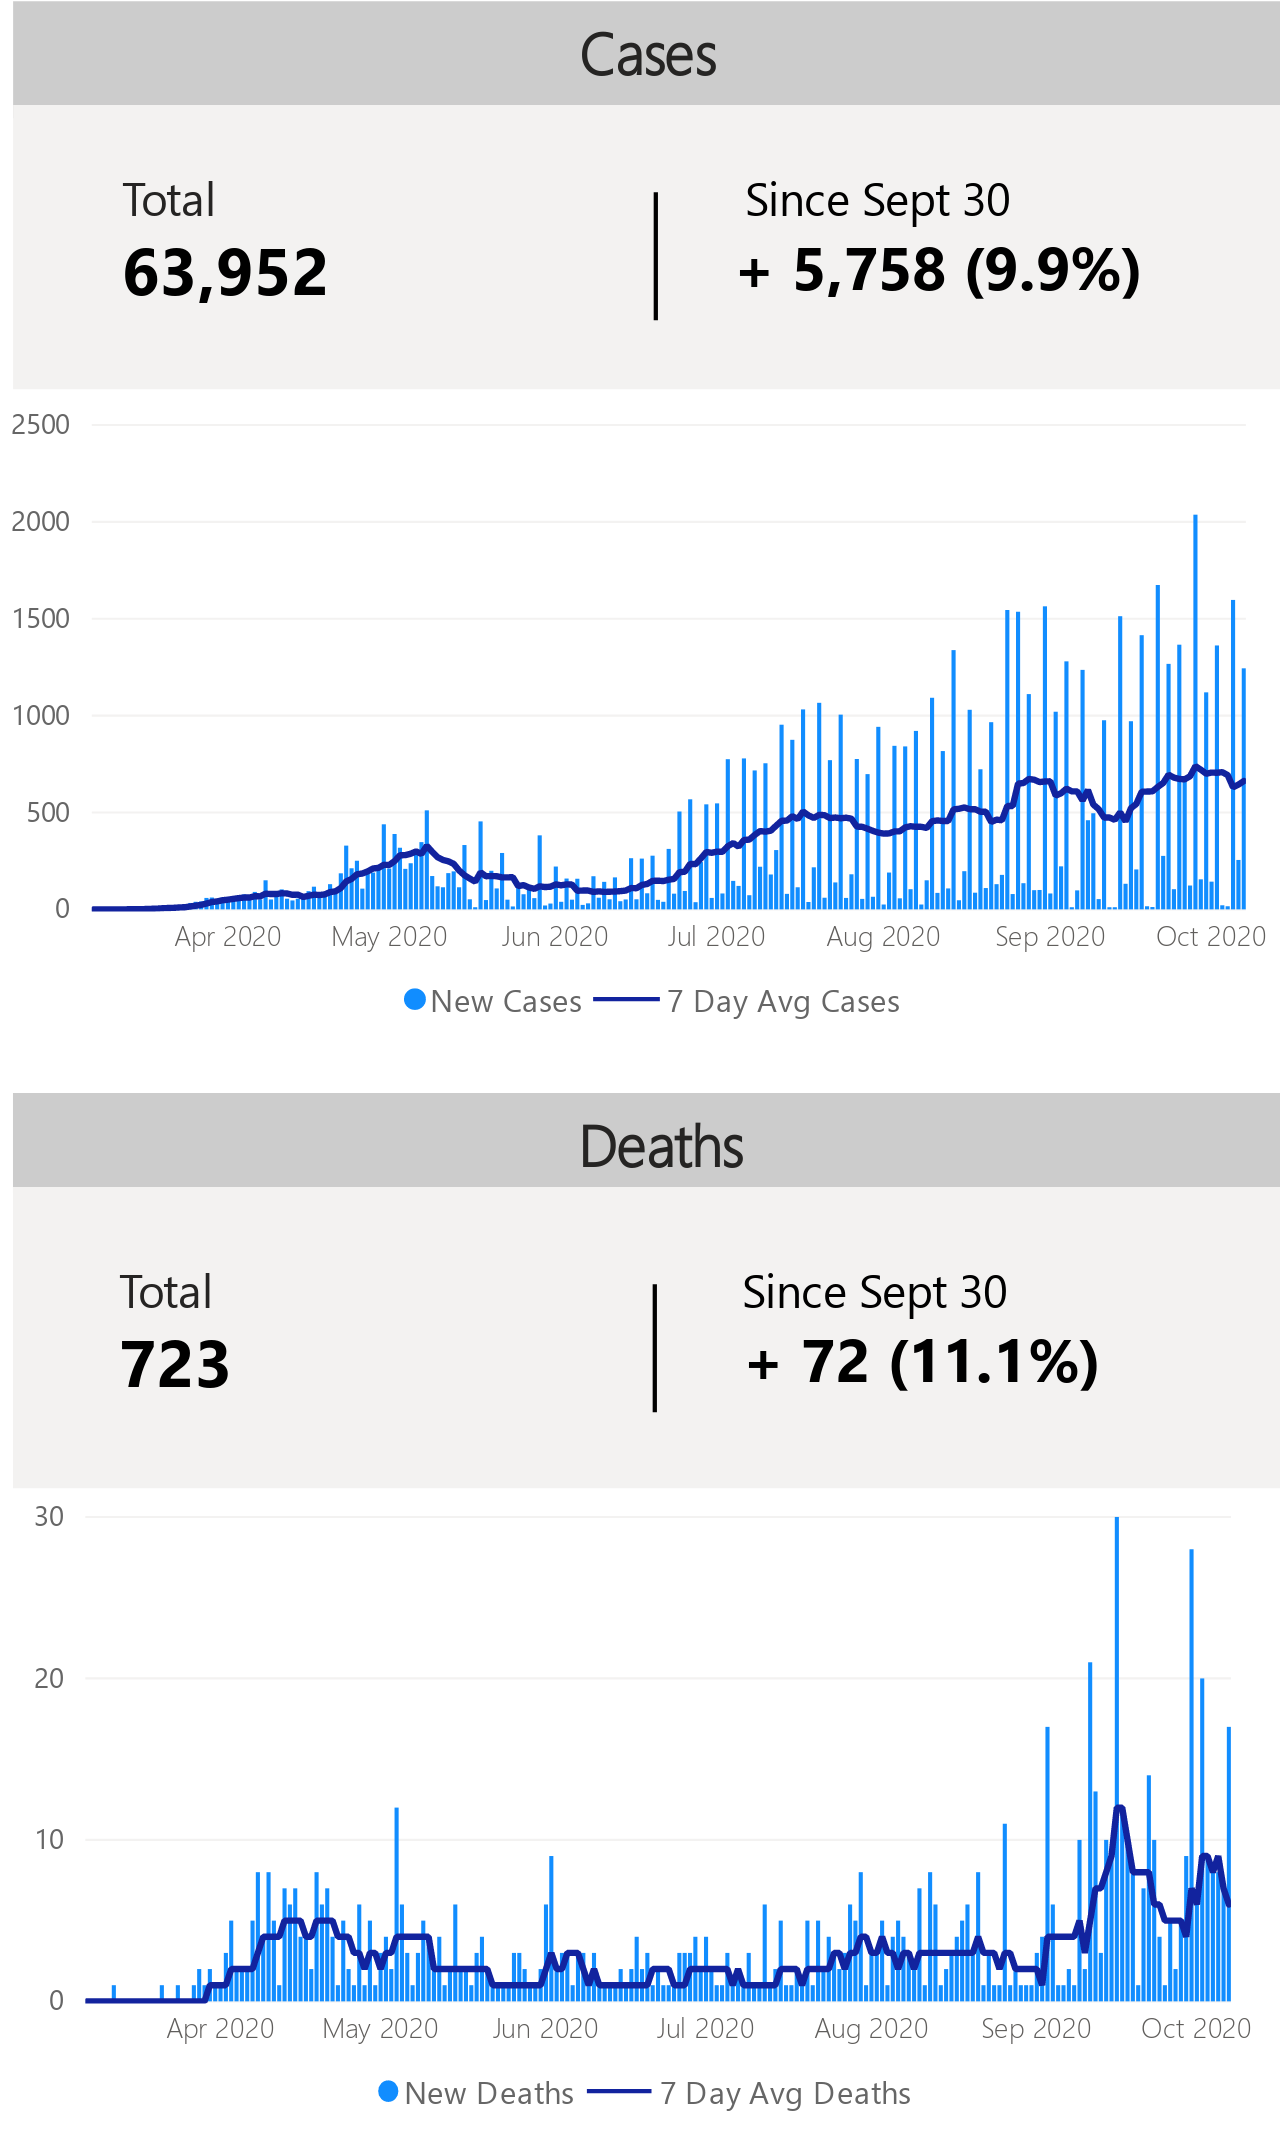 Cases
Total
Since Sept 30
63,952
+ 5,758 (9.9%)
2500
2000
1500
1000
500
0
Apr 2020
May 2020
Jun 2020
Jul 2020
Aug 2020
Sep 2020
Oct 2020
New Cases
7 Day Avg Cases
Deaths
Total
Since Sept 30
723
+ 72 (11.1%)
30
20
10
0
Apr 2020
May 2020
Jun 2020
Jul 2020
Aug 2020
Sep 2020
Oct 2020
New Deaths
7 Day Avg Deaths